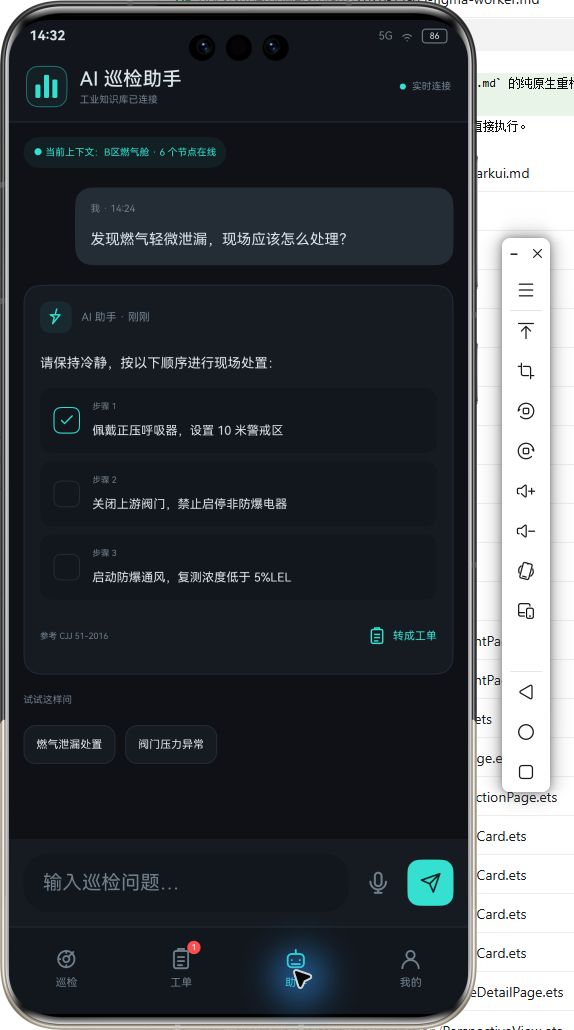 igma-worker.md
14:32
5G
86
AI 巡检助手
工业知识库已连接
实时连接
.md` 的纯原生重构
直接执行。
当前上下文：B区燃气舱 · 6 个节点在线
arkui.md
我 · 14:24
发现燃气轻微泄漏，现场应该怎么处理？
AI 助手 · 刚刚
请保持冷静，按以下顺序进行现场处置：
步骤 1
佩戴正压呼吸器，设置 10 米警戒区
步骤 2
关闭上游阀门，禁止启停非防爆电器
步骤 3
启动防爆通风，复测浓度低于 5%LEL
参考 CJJ 51-2016
转成工单
试试这样问
燃气泄漏处置
阀门压力异常
ntPa
ntPa
ets
ge.e
ctionPage.ets
Card.ets
Card.ets
Card.ets
Card.ets
eDetailPage.ets
/PerspectiveView.ets
输入巡检问题...
巡检
1
工单
助
我的